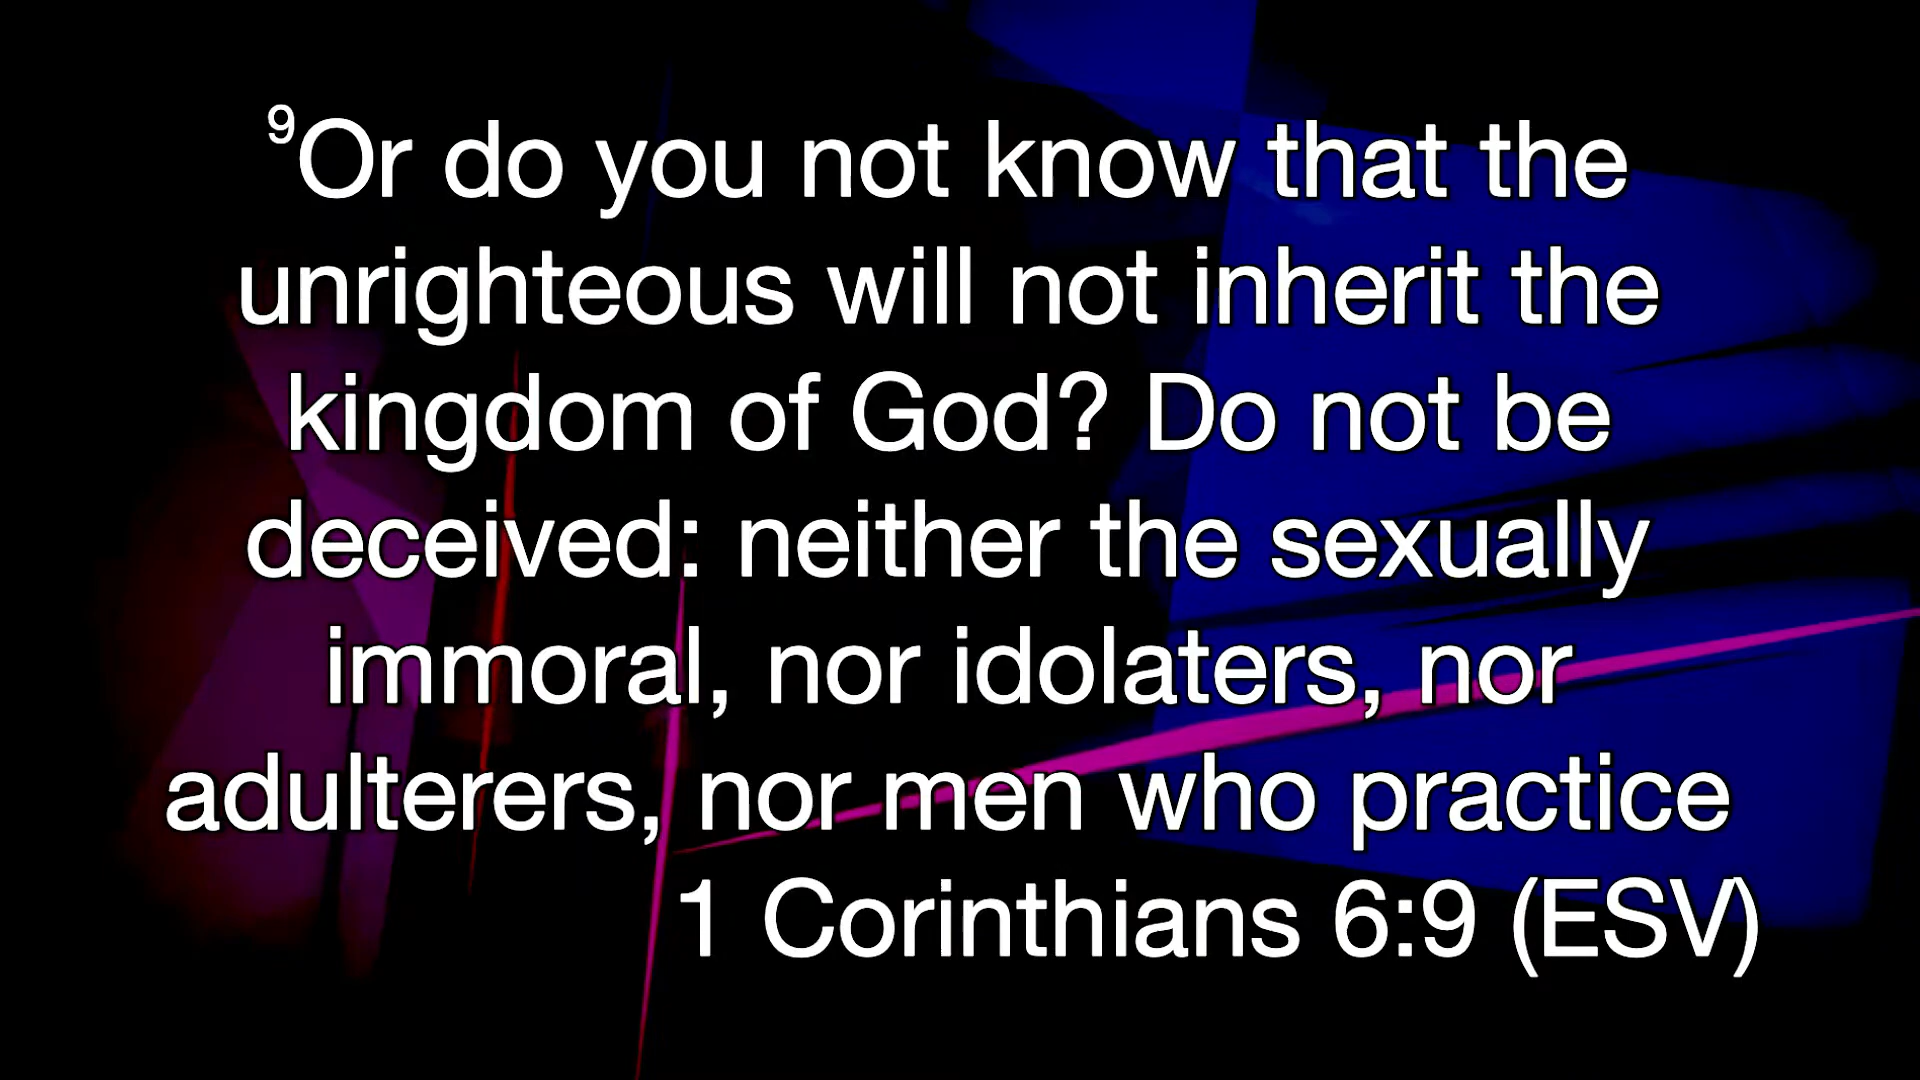 ⁹Or do you not know that the
unrighteous will not inherit the
kingdom of God? Do not be
deceived: neither the sexually
immoral, nor idolaters, nor
adulterers, nor men who practice
1 Corinthians 6:9 (ESV)